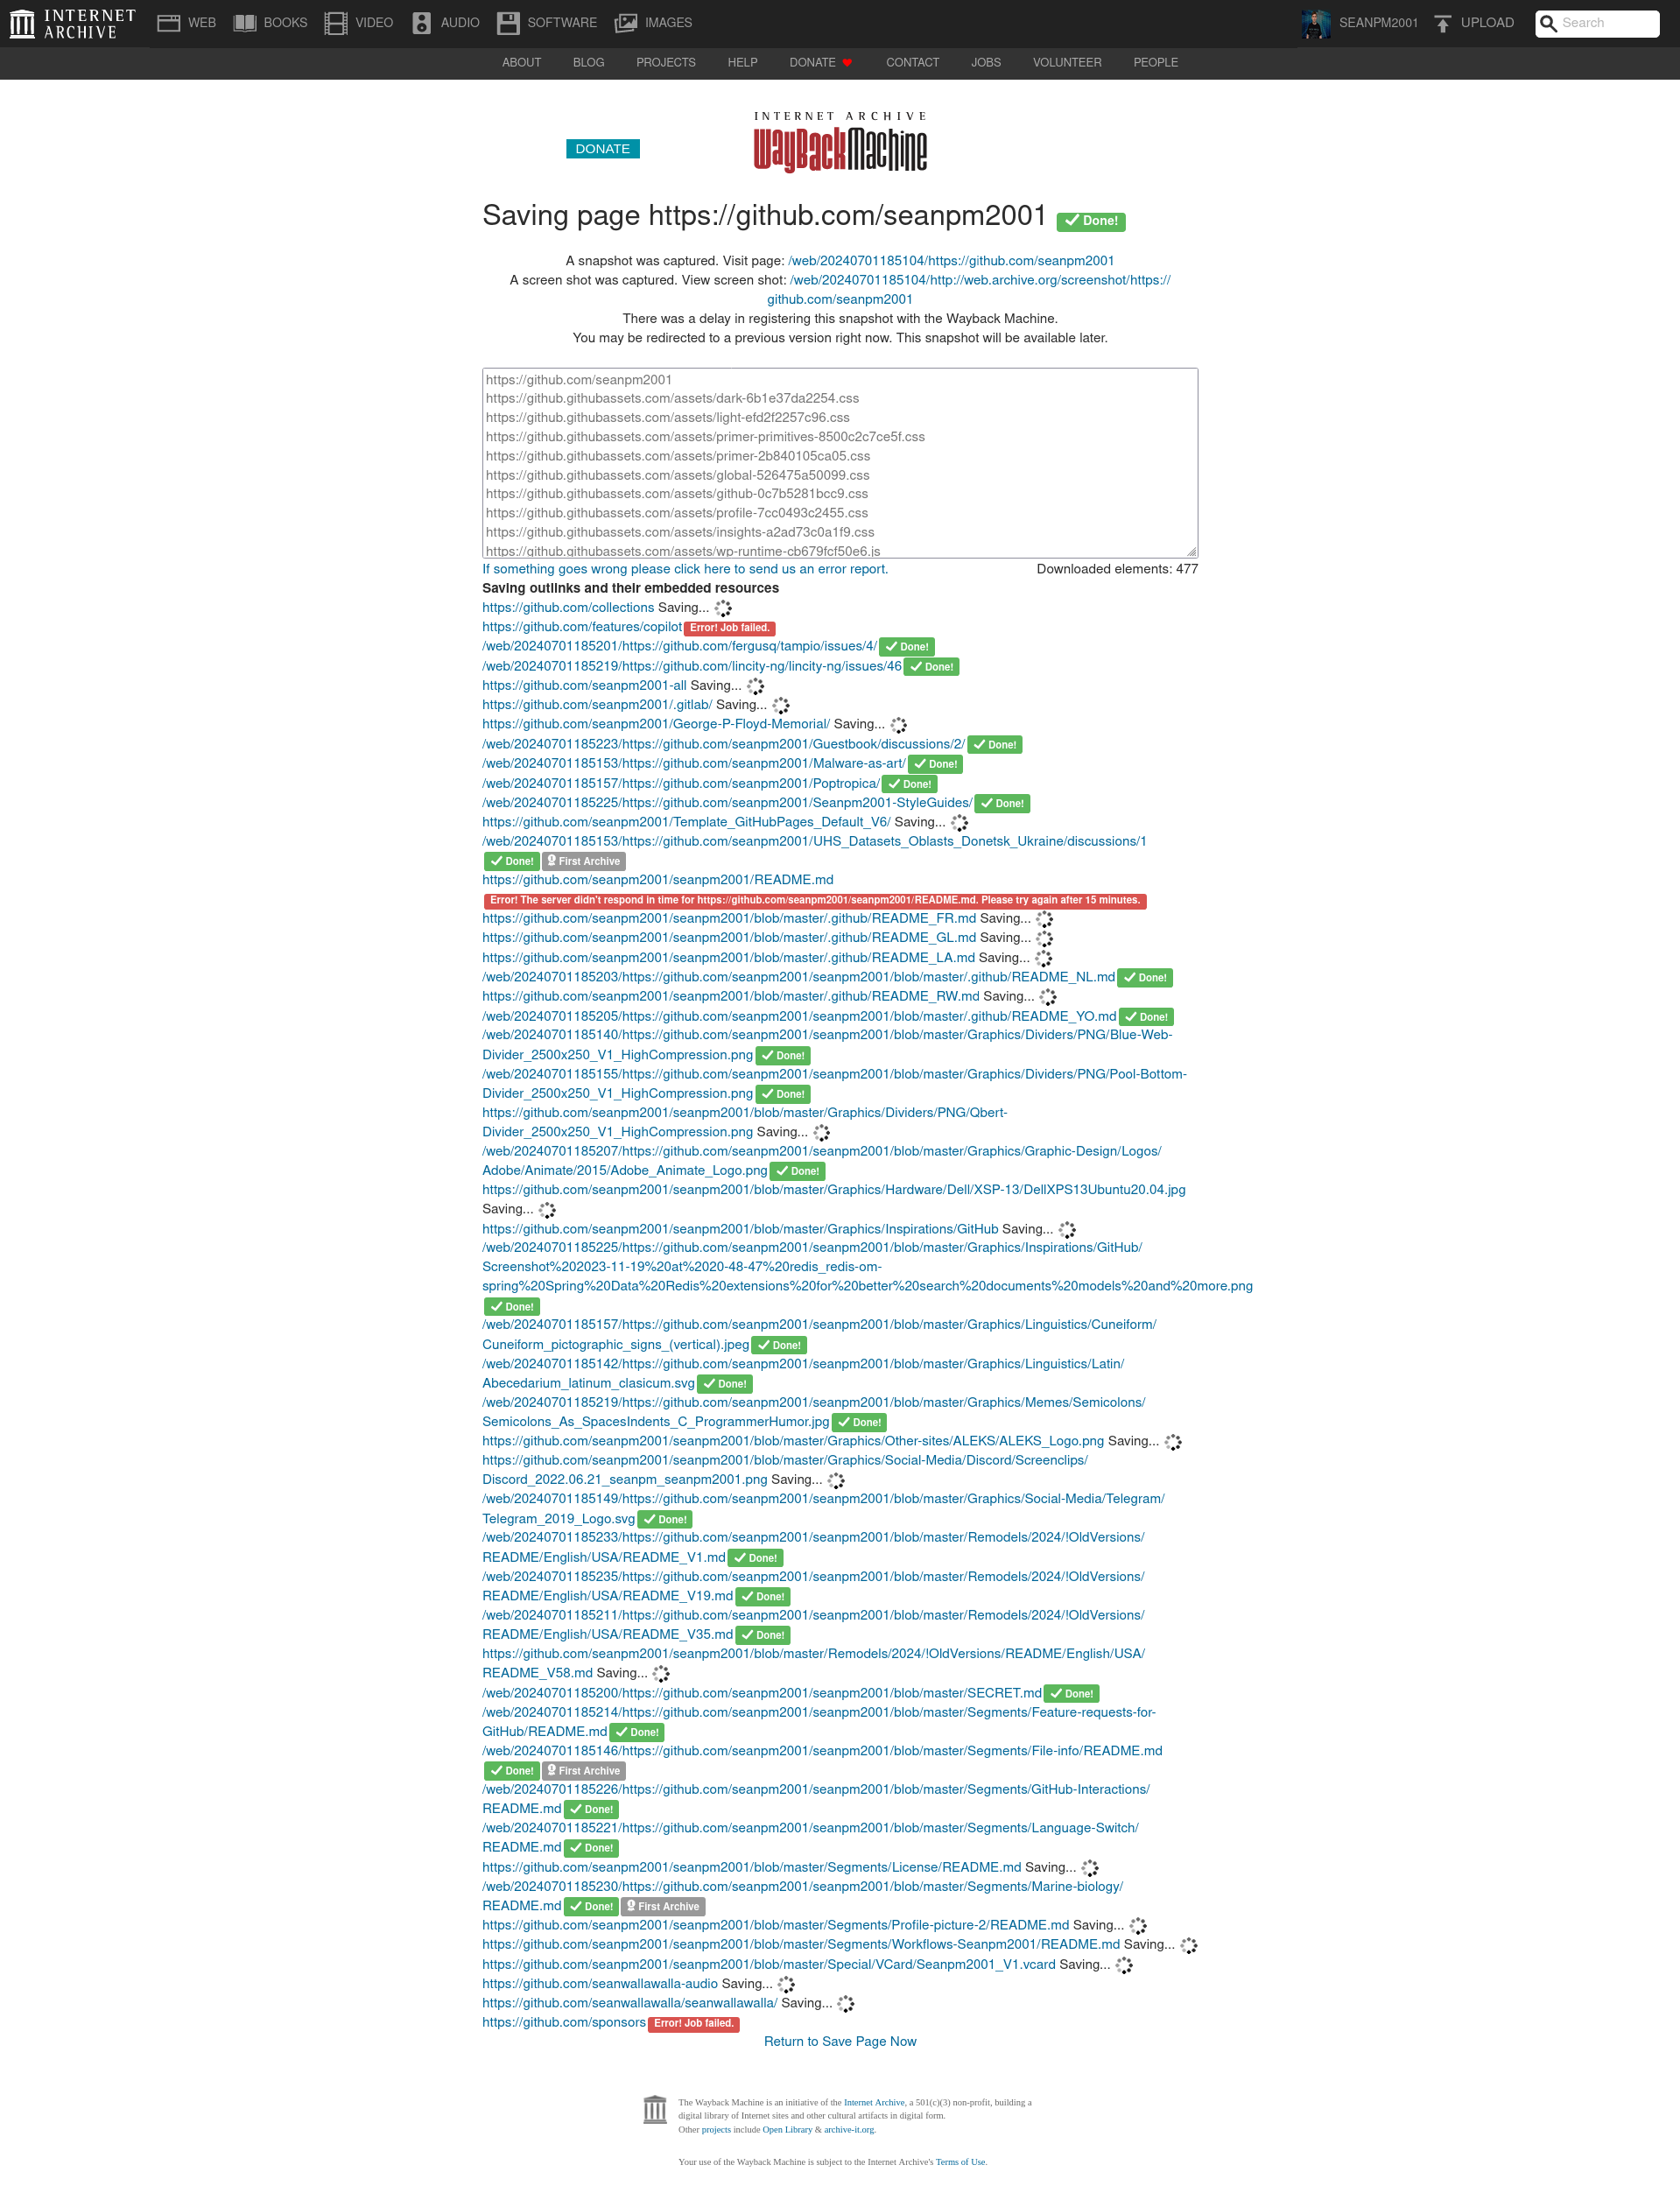 INTERNET ARCHIVE
WEB BOOKS VIDEO AUDIO SOFTWARE IMAGES SEANPM2001 UPLOAD Search
ABOUT BLOG PROJECTS HELP DONATE CONTACT JOBS VOLUNTEER PEOPLE
INTERNET ARCHIVE
DONATE WayBackMachine
Saving page https://github.com/seanpm2001 Done!
A snapshot was captured. Visit page: /web/20240701185104/https://github.com/seanpm2001
A screen shot was captured. View screen shot: /web/20240701185104/http://web.archive.org/screenshot/https://
github.com/seanpm2001
There was a delay in registering this snapshot with the Wayback Machine.
You may be redirected to a previous version right now. This snapshot will be available later.
https://github.com/seanpm2001
https://github.githubassets.com/assets/dark-6b1e37da2254.css
https://github.githubassets.com/assets/light-efd2f2257c96.css
https://github.githubassets.com/assets/primer-primitives-8500c2c7ce5f.css
https://github.githubassets.com/assets/primer-2b840105ca05.css
https://github.githubassets.com/assets/global-526475a50099.css
https://github.githubassets.com/assets/github-0c7b5281bcc9.css
https://github.githubassets.com/assets/profile-7cc0493c2455.css
https://github.githubassets.com/assets/insights-a2ad73c0a1f9.css
https://github.githubassets.com/assets/wp-runtime-cb679fcf50e6.js
If something goes wrong please click here to send us an error report. Downloaded elements: 477
Saving outlinks and their embedded resources
https://github.com/collections Saving...
https://github.com/features/copilot Error! Job failed.
/web/20240701185201/https://github.com/fergusq/tampio/issues/4/ Done!
/web/20240701185219/https://github.com/lincity-ng/lincity-ng/issues/46 Done!
https://github.com/seanpm2001-all Saving...
https://github.com/seanpm2001/.gitlab/ Saving...
https://github.com/seanpm2001/George-P-Floyd-Memorial/ Saving...
/web/20240701185223/https://github.com/seanpm2001/Guestbook/discussions/2/ Done!
/web/20240701185153/https://github.com/seanpm2001/Malware-as-art/ Done!
/web/20240701185157/https://github.com/seanpm2001/Poptropica/ Done!
/web/20240701185225/https://github.com/seanpm2001/Seanpm2001-StyleGuides/ Done!
https://github.com/seanpm2001/Template_GitHubPages_Default_V6/ Saving...
/web/20240701185153/https://github.com/seanpm2001/UHS_Datasets_Oblasts_Donetsk_Ukraine/discussions/1
Done! First Archive
https://github.com/seanpm2001/seanpm2001/README.md
Error! The server didn't respond in time for https://github.com/seanpm2001/seanpm2001/README.md. Please try again after 15 minutes.
https://github.com/seanpm2001/seanpm2001/blob/master/.github/README_FR.md Saving...
https://github.com/seanpm2001/seanpm2001/blob/master/.github/README_GL.md Saving...
https://github.com/seanpm2001/seanpm2001/blob/master/.github/README_LA.md Saving...
/web/20240701185203/https://github.com/seanpm2001/seanpm2001/blob/master/.github/README_NL.md Done!
https://github.com/seanpm2001/seanpm2001/blob/master/.github/README_RW.md Saving...
/web/20240701185205/https://github.com/seanpm2001/seanpm2001/blob/master/.github/README_YO.md Done!
/web/20240701185140/https://github.com/seanpm2001/seanpm2001/blob/master/Graphics/Dividers/PNG/Blue-Web-
Divider_2500x250_V1_HighCompression.png Done!
/web/20240701185155/https://github.com/seanpm2001/seanpm2001/blob/master/Graphics/Dividers/PNG/Pool-Bottom-
Divider_2500x250_V1_HighCompression.png Done!
https://github.com/seanpm2001/seanpm2001/blob/master/Graphics/Dividers/PNG/Qbert-
Divider_2500x250_V1_HighCompression.png Saving...
/web/20240701185207/https://github.com/seanpm2001/seanpm2001/blob/master/Graphics/Graphic-Design/Logos/
Adobe/Animate/2015/Adobe_Animate_Logo.png Done!
https://github.com/seanpm2001/seanpm2001/blob/master/Graphics/Hardware/Dell/XSP-13/DellXPS13Ubuntu20.04.jpg
Saving...
https://github.com/seanpm2001/seanpm2001/blob/master/Graphics/Inspirations/GitHub Saving...
/web/20240701185225/https://github.com/seanpm2001/seanpm2001/blob/master/Graphics/Inspirations/GitHub/
Screenshot%202023-11-19%20at%2020-48-47%20redis_redis-om-
spring%20Spring%20Data%20Redis%20extensions%20for%20better%20search%20documents%20models%20and%20more.png
Done!
/web/20240701185157/https://github.com/seanpm2001/seanpm2001/blob/master/Graphics/Linguistics/Cuneiform/
Cuneiform_pictographic_signs_(vertical).jpeg Done!
/web/20240701185142/https://github.com/seanpm2001/seanpm2001/blob/master/Graphics/Linguistics/Latin/
Abecedarium_latinum_clasicum.svg Done!
/web/20240701185219/https://github.com/seanpm2001/seanpm2001/blob/master/Graphics/Memes/Semicolons/
Semicolons_As_SpacesIndents_C_ProgrammerHumor.jpg Done!
https://github.com/seanpm2001/seanpm2001/blob/master/Graphics/Other-sites/ALEKS/ALEKS_Logo.png Saving...
https://github.com/seanpm2001/seanpm2001/blob/master/Graphics/Social-Media/Discord/Screenclips/
Discord_2022.06.21_seanpm_seanpm2001.png Saving...
/web/20240701185149/https://github.com/seanpm2001/seanpm2001/blob/master/Graphics/Social-Media/Telegram/
Telegram_2019_Logo.svg Done!
/web/20240701185233/https://github.com/seanpm2001/seanpm2001/blob/master/Remodels/2024/!OldVersions/
README/English/USA/README_V1.md Done!
/web/20240701185235/https://github.com/seanpm2001/seanpm2001/blob/master/Remodels/2024/!OldVersions/
README/English/USA/README_V19.md Done!
/web/20240701185211/https://github.com/seanpm2001/seanpm2001/blob/master/Remodels/2024/!OldVersions/
README/English/USA/README_V35.md Done!
https://github.com/seanpm2001/seanpm2001/blob/master/Remodels/2024/!OldVersions/README/English/USA/
README_V58.md Saving...
/web/20240701185200/https://github.com/seanpm2001/seanpm2001/blob/master/SECRET.md Done!
/web/20240701185214/https://github.com/seanpm2001/seanpm2001/blob/master/Segments/Feature-requests-for-
GitHub/README.md Done!
/web/20240701185146/https://github.com/seanpm2001/seanpm2001/blob/master/Segments/File-info/README.md
Done! First Archive
/web/20240701185226/https://github.com/seanpm2001/seanpm2001/blob/master/Segments/GitHub-Interactions/
README.md Done!
/web/20240701185221/https://github.com/seanpm2001/seanpm2001/blob/master/Segments/Language-Switch/
README.md Done!
https://github.com/seanpm2001/seanpm2001/blob/master/Segments/License/README.md Saving...
/web/20240701185230/https://github.com/seanpm2001/seanpm2001/blob/master/Segments/Marine-biology/
README.md Done! First Archive
https://github.com/seanpm2001/seanpm2001/blob/master/Segments/Profile-picture-2/README.md Saving...
https://github.com/seanpm2001/seanpm2001/blob/master/Segments/Workflows-Seanpm2001/README.md Saving...
https://github.com/seanpm2001/seanpm2001/blob/master/Special/VCard/Seanpm2001_V1.vcard Saving...
https://github.com/seanwallawalla-audio Saving...
https://github.com/seanwallawalla/seanwallawalla/ Saving...
https://github.com/sponsors Error! Job failed.
Return to Save Page Now
The Wayback Machine is an initiative of the Internet Archive, a 501(c)(3) non-profit, building a
digital library of Internet sites and other cultural artifacts in digital form.
Other projects include Open Library & archive-it.org.
Your use of the Wayback Machine is subject to the Internet Archive's Terms of Use.